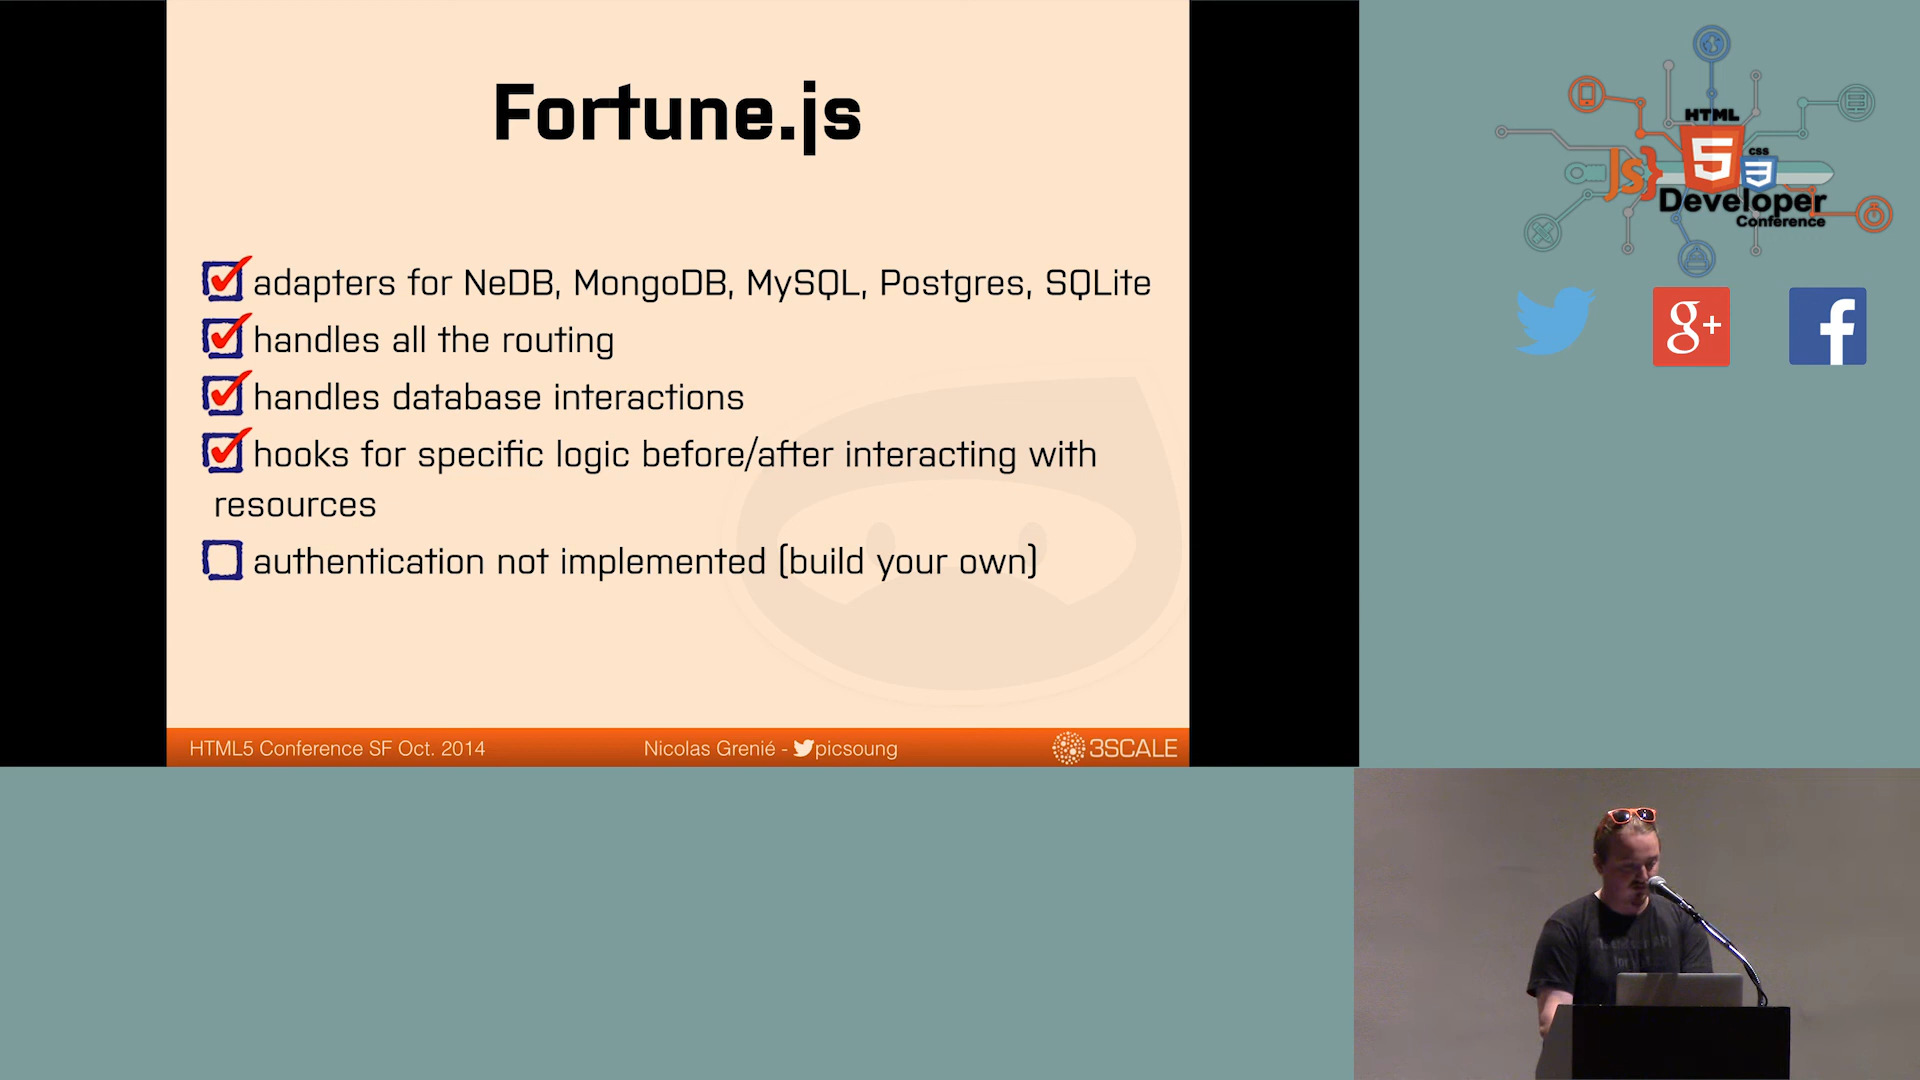 Fortune.js
adapters for NeDB, MongoDB, MySQL, Postgres, SQLite
handles all the routing
handles database interactions
hooks for specific logic before/after interacting with
resources
authentication not implemented (build your own)
HTML5 Conference SF Oct. 2014
Nicolas Grenié - picsoung
3SCALE
HTML
5
CSS
3
JS}
Developer
Conference
g+
f